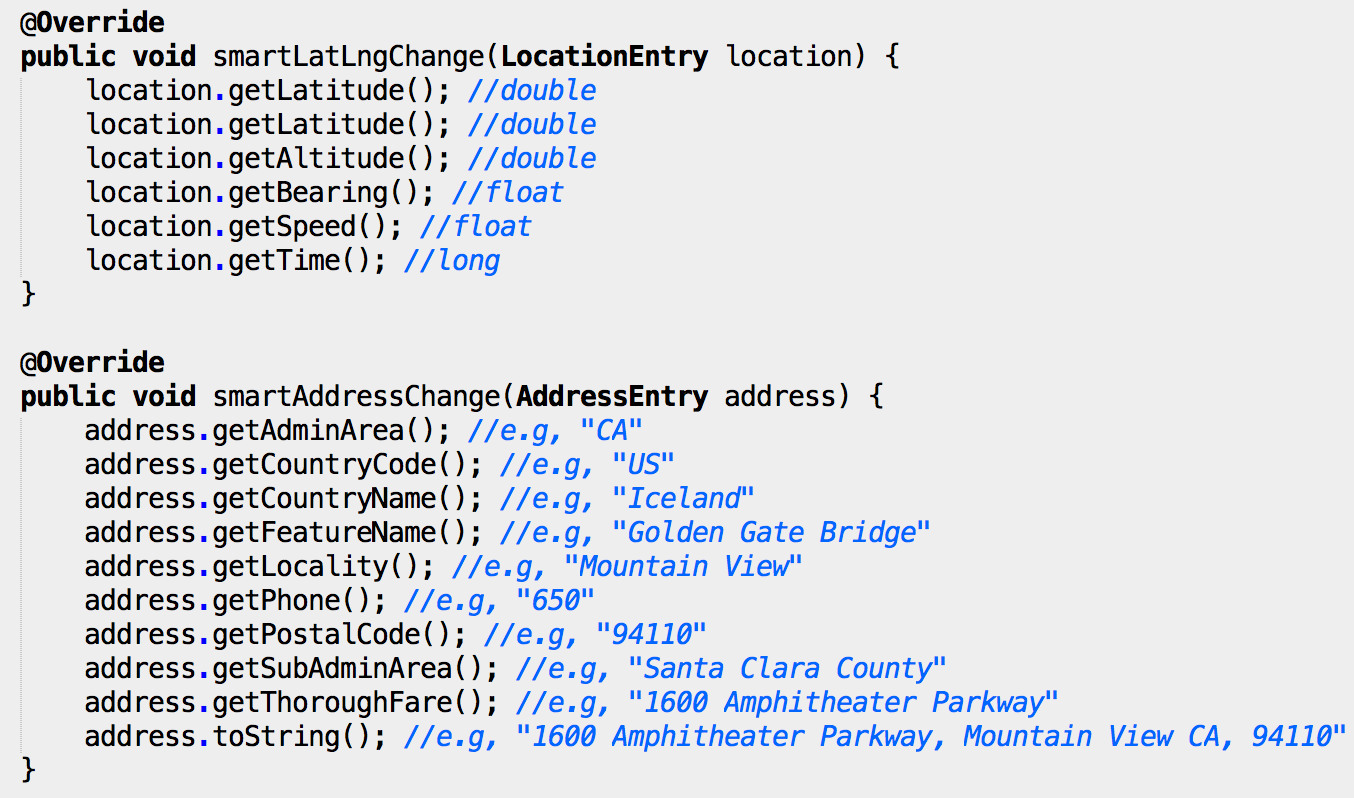 @Override
public void smartLatLngChange(LocationEntry location) {
    location.getLatitude(); //double
    location.getLatitude(); //double
    location.getAltitude(); //double
    location.getBearing(); //float
    location.getSpeed(); //float
    location.getTime(); //long
}

@Override
public void smartAddressChange(AddressEntry address) {
    address.getAdminArea(); //e.g, "CA"
    address.getCountryCode(); //e.g, "US"
    address.getCountryName(); //e.g, "Iceland"
    address.getFeatureName(); //e.g, "Golden Gate Bridge"
    address.getLocality(); //e.g, "Mountain View"
    address.getPhone(); //e.g, "650"
    address.getPostalCode(); //e.g, "94110"
    address.getSubAdminArea(); //e.g, "Santa Clara County"
    address.getThoroughFare(); //e.g, "1600 Amphitheater Parkway"
    address.toString(); //e.g, "1600 Amphitheater Parkway, Mountain View CA, 94110"
}